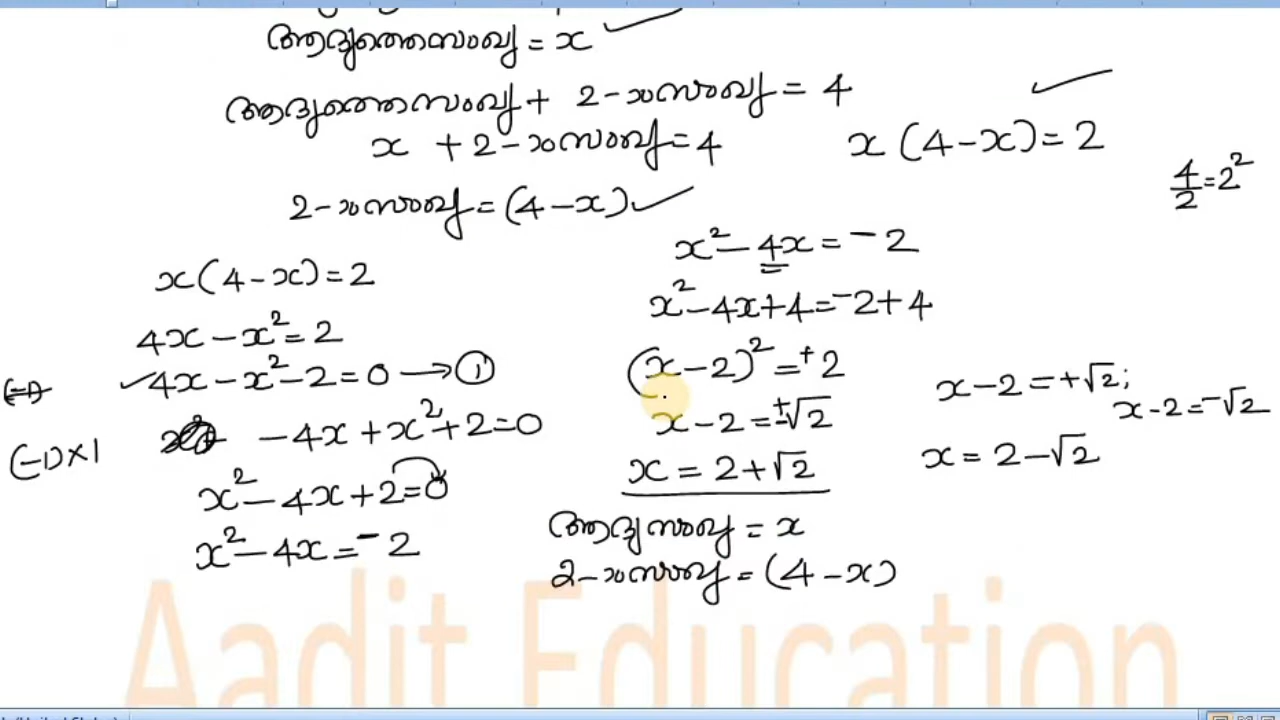 ആദ്യത്തെസംഖ്യ = x
ആദ്യത്തെസംഖ്യ + 2-ാംസംഖ്യ = 4
x + 2-ാംസംഖ്യ = 4
2-ാംസംഖ്യ = (4-x)
x(4-x) = 2
4x - x² = 2
4x - x² - 2 = 0 → ①
(-1)×1 -4x + x² + 2 = 0
x² - 4x + 2 = 0
x² - 4x = -2
x(4-x) = 2
4/2 = 2²
x² - 4x = -2
x² - 4x + 4 = -2 + 4
(x-2)² = +2
x - 2 = ±√2
x = 2 + √2
x - 2 = +√2;
x - 2 = -√2
x = 2 - √2
ആദ്യസംഖ്യ = x
2-ാംസംഖ്യ = (4-x)
Aadit Education